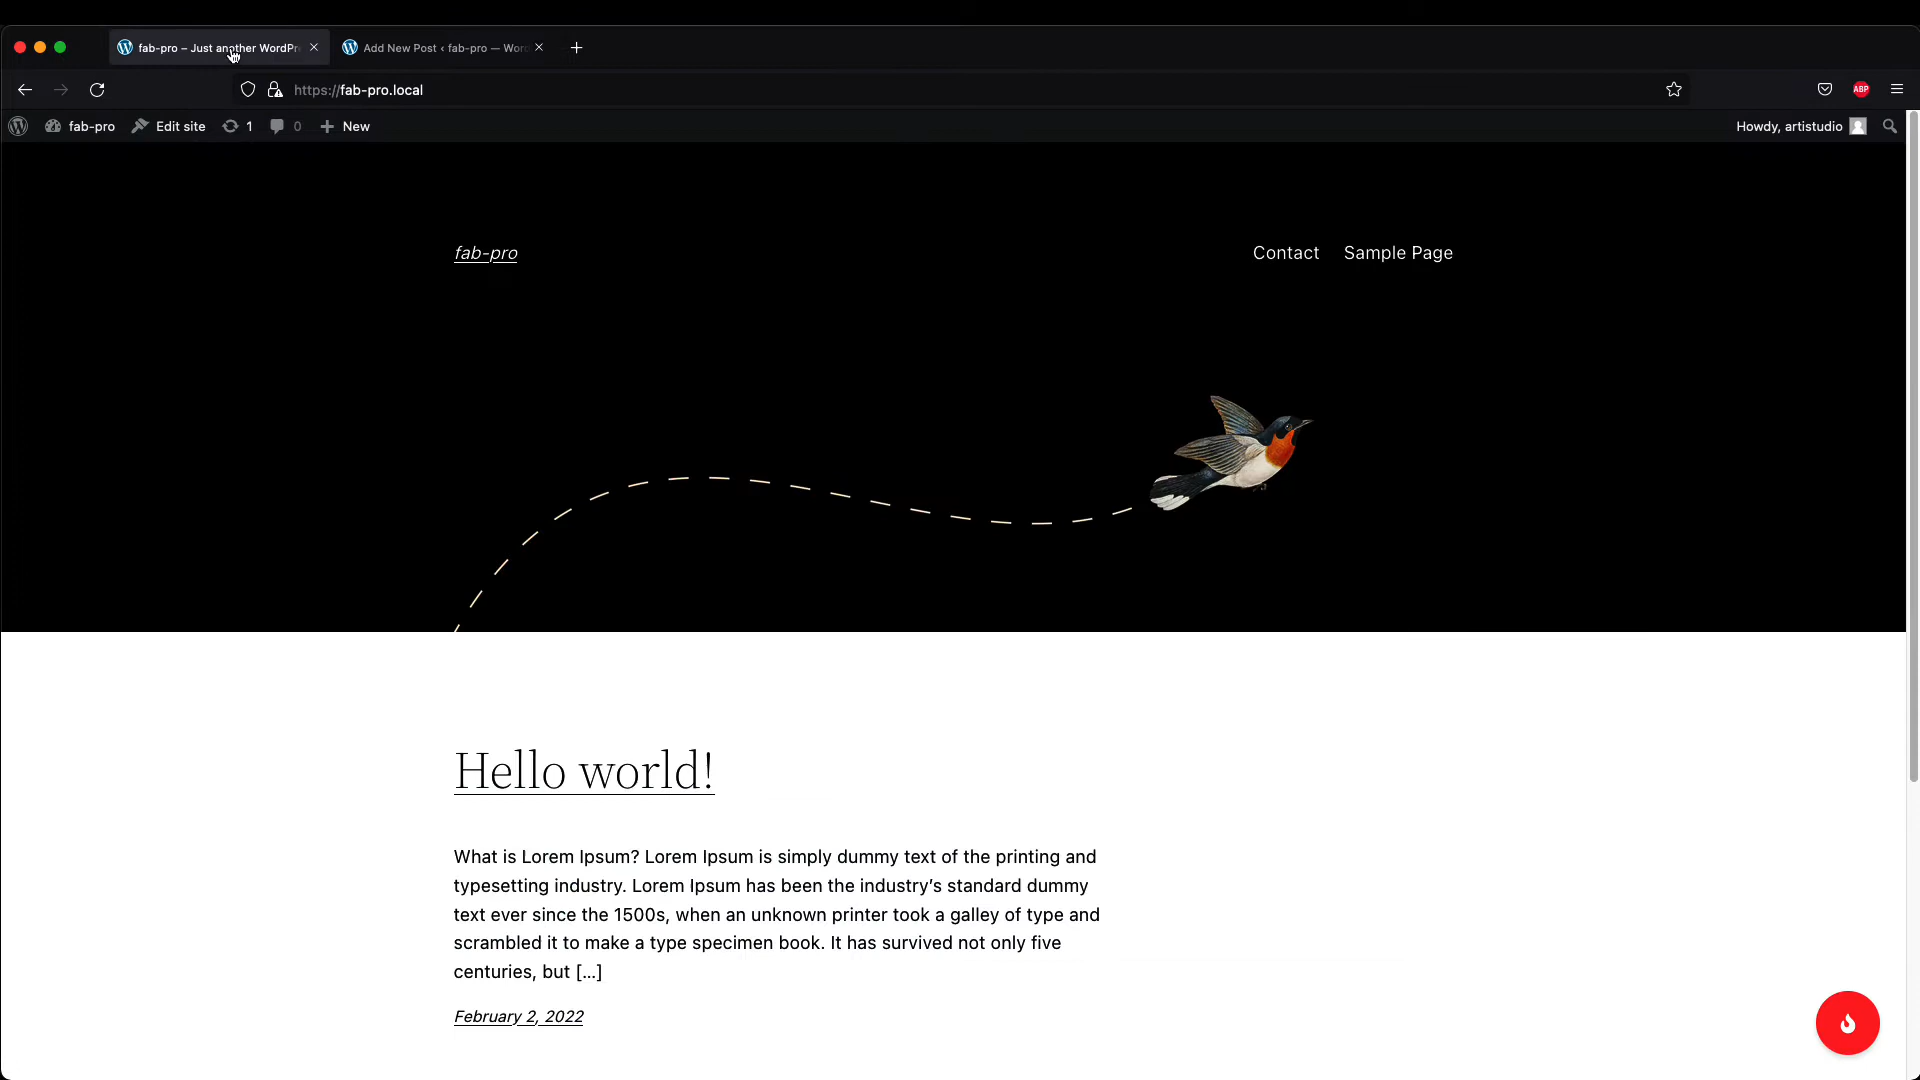 fab-pro – Just another WordPr
Add New Post ‹ fab-pro — Wor
https://fab-pro.local
ABP
fab-pro
Edit site
1
0
New
Howdy, artistudio
fab-pro
Contact
Sample Page
Hello world!
What is Lorem Ipsum? Lorem Ipsum is simply dummy text of the printing and
typesetting industry. Lorem Ipsum has been the industry’s standard dummy
text ever since the 1500s, when an unknown printer took a galley of type and
scrambled it to make a type specimen book. It has survived not only five
centuries, but […]
February 2, 2022